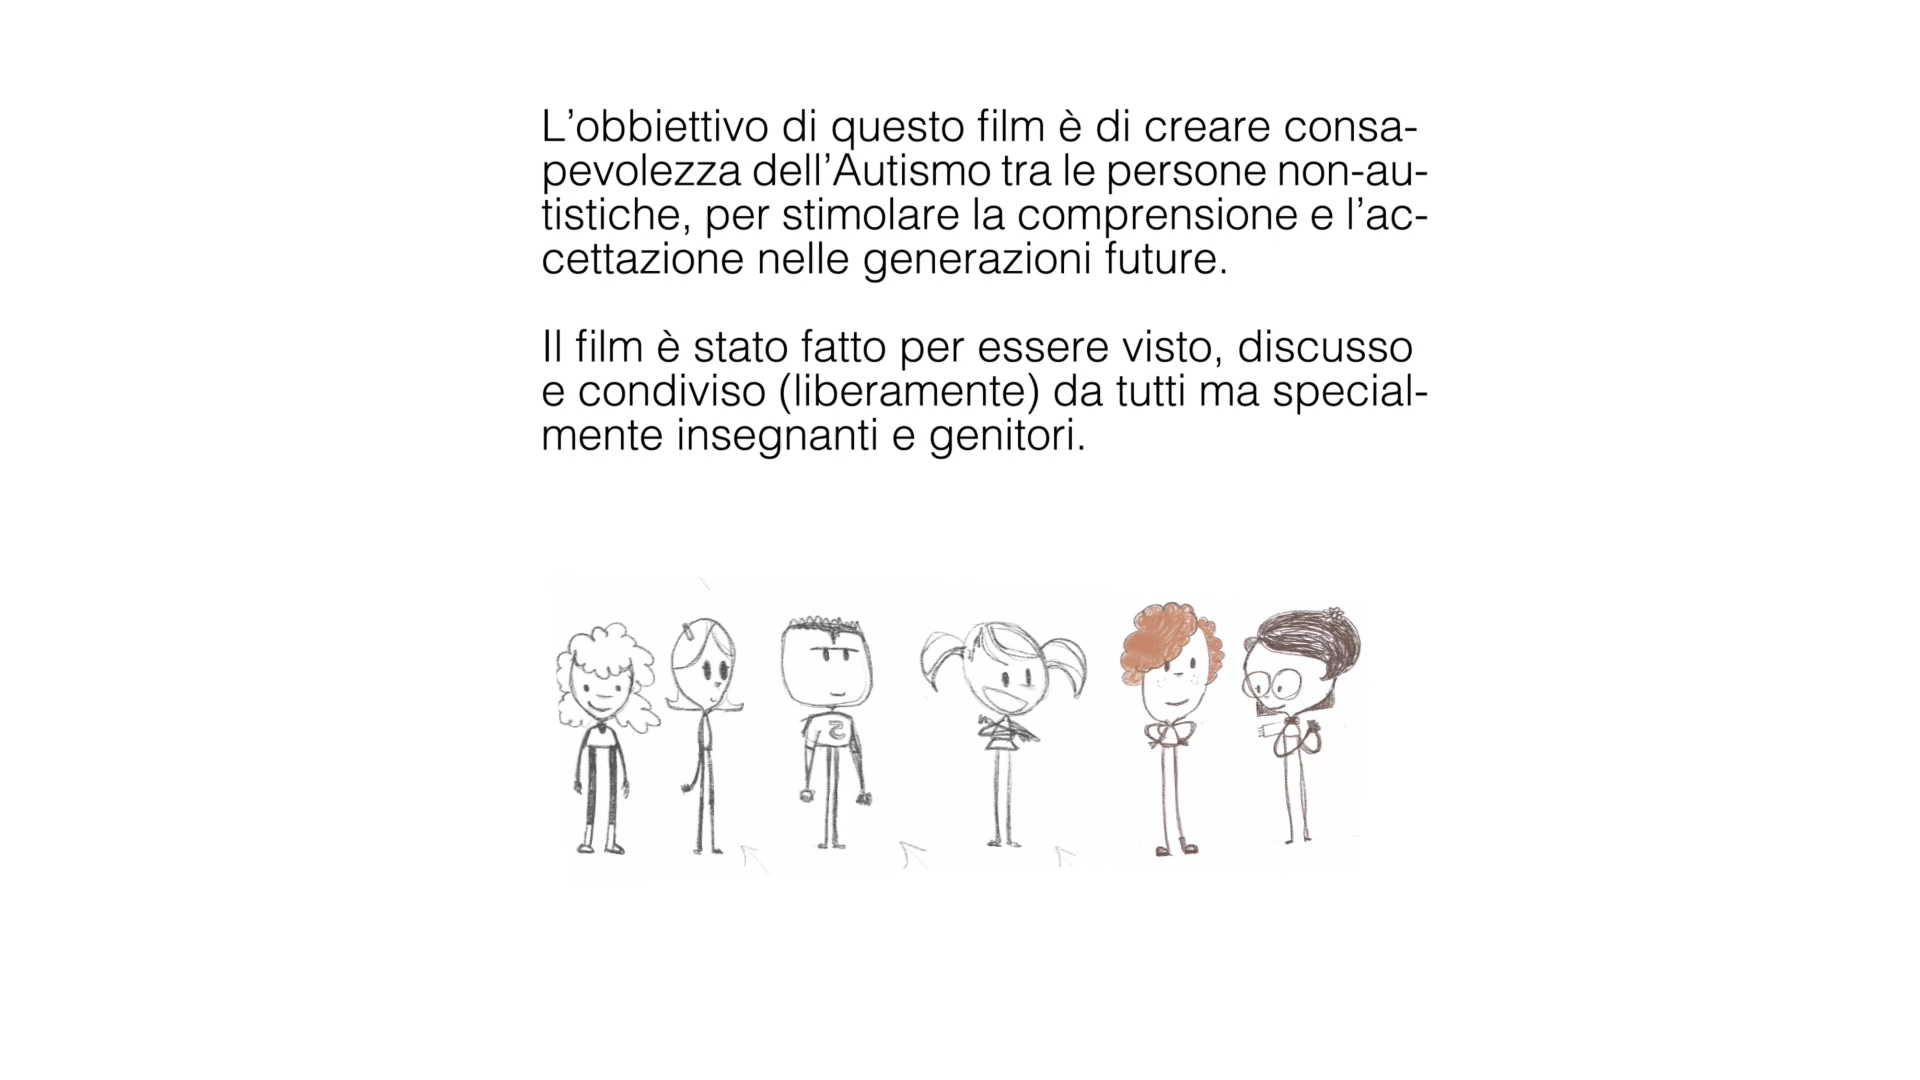 L’obbiettivo di questo film è di creare consa-
pevolezza dell’Autismo tra le persone non-au-
tistiche, per stimolare la comprensione e l’ac-
cettazione nelle generazioni future.
Il film è stato fatto per essere visto, discusso
e condiviso (liberamente) da tutti ma special-
mente insegnanti e genitori.